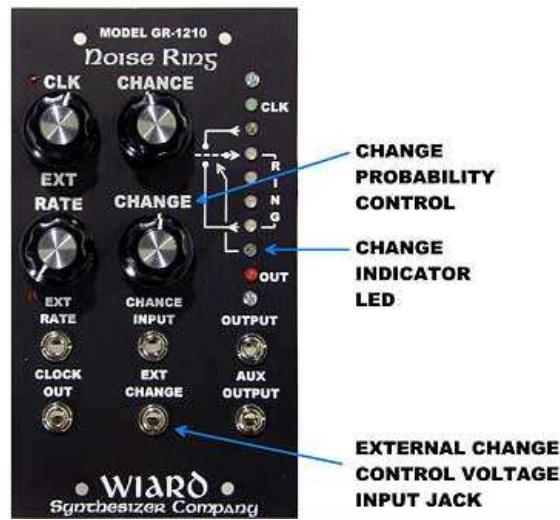 MODEL GR-1210
Noise Ring
CLK CHANCE
CLK
EXT
RATE CHANGE
RING
OUT
EXT RATE
CHANCE INPUT
OUTPUT
CLOCK OUT
EXT CHANGE
AUX OUTPUT
WIARD
Synthesizer Company
CHANGE
PROBABILITY
CONTROL
CHANGE
INDICATOR
LED
EXTERNAL CHANGE
CONTROL VOLTAGE
INPUT JACK